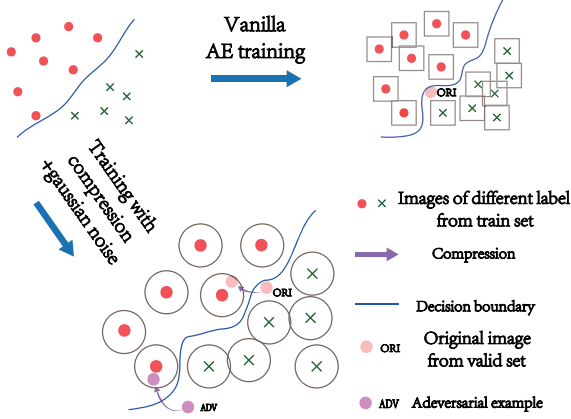 Vanilla
AE training
ORI
Training with
compression
+gaussian noise
Images of different label
from train set
Compression
ORI
Decision boundary
ORI
Original image
from valid set
ADV
ADV
Adeversarial example